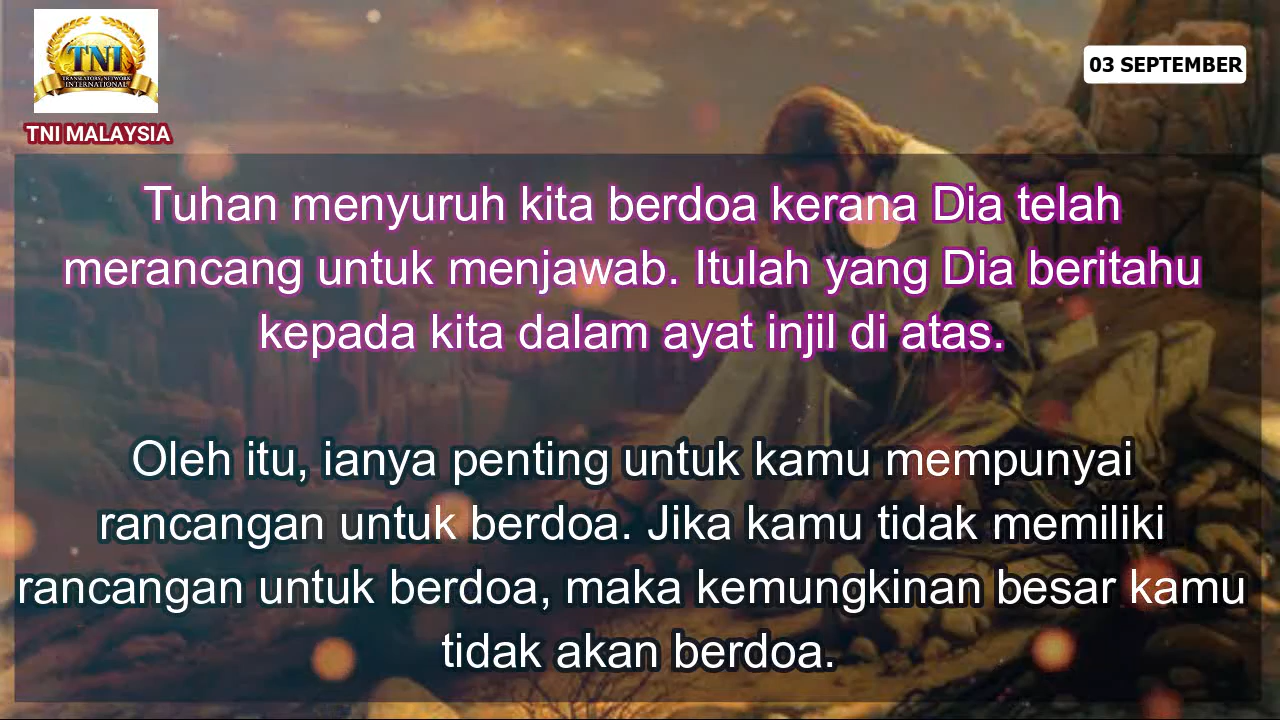 TNI
TRANSLATORS NETWORK
INTERNATIONAL
TNI MALAYSIA
03 SEPTEMBER
Tuhan menyuruh kita berdoa kerana Dia telah
merancang untuk menjawab. Itulah yang Dia beritahu
kepada kita dalam ayat injil di atas.
Oleh itu, ianya penting untuk kamu mempunyai
rancangan untuk berdoa. Jika kamu tidak memiliki
rancangan untuk berdoa, maka kemungkinan besar kamu
tidak akan berdoa.